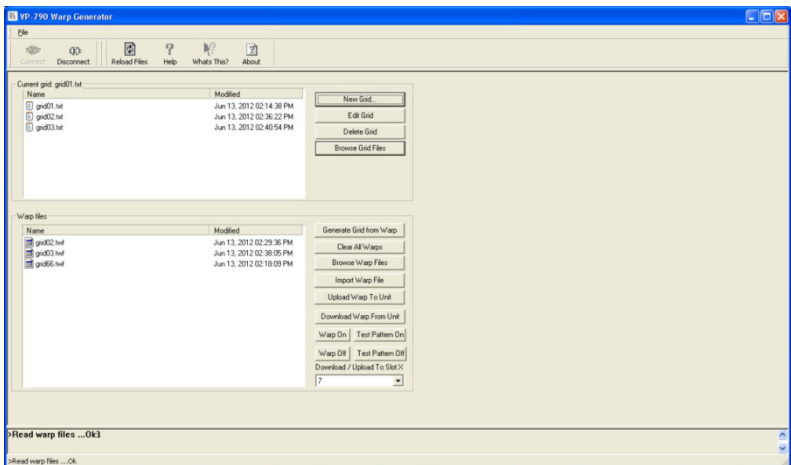 VP-790 Warp Generator
File
Connect Disconnect Reload Files Help Whats This? About
Current grid: grid01.txt
Name Modified
grid01.txt Jun 13, 2012 02:14:38 PM
grid02.txt Jun 13, 2012 02:36:22 PM
grid03.txt Jun 13, 2012 02:40:54 PM
New Grid...
Edit Grid
Delete Grid
Browse Grid Files
Warp files
Name Modified
grid02.twf Jun 13, 2012 02:29:36 PM
grid03.twf Jun 13, 2012 02:38:05 PM
grid66.twf Jun 13, 2012 02:18:09 PM
Generate Grid from Warp
Clear All Warps
Browse Warp Files
Import Warp File
Upload Warp To Unit
Download Warp From Unit
Warp On Test Pattern On
Warp Off Test Pattern Off
Download / Upload To Slot X
7
>Read warp files ...Ok
>Read warp files ...Ok